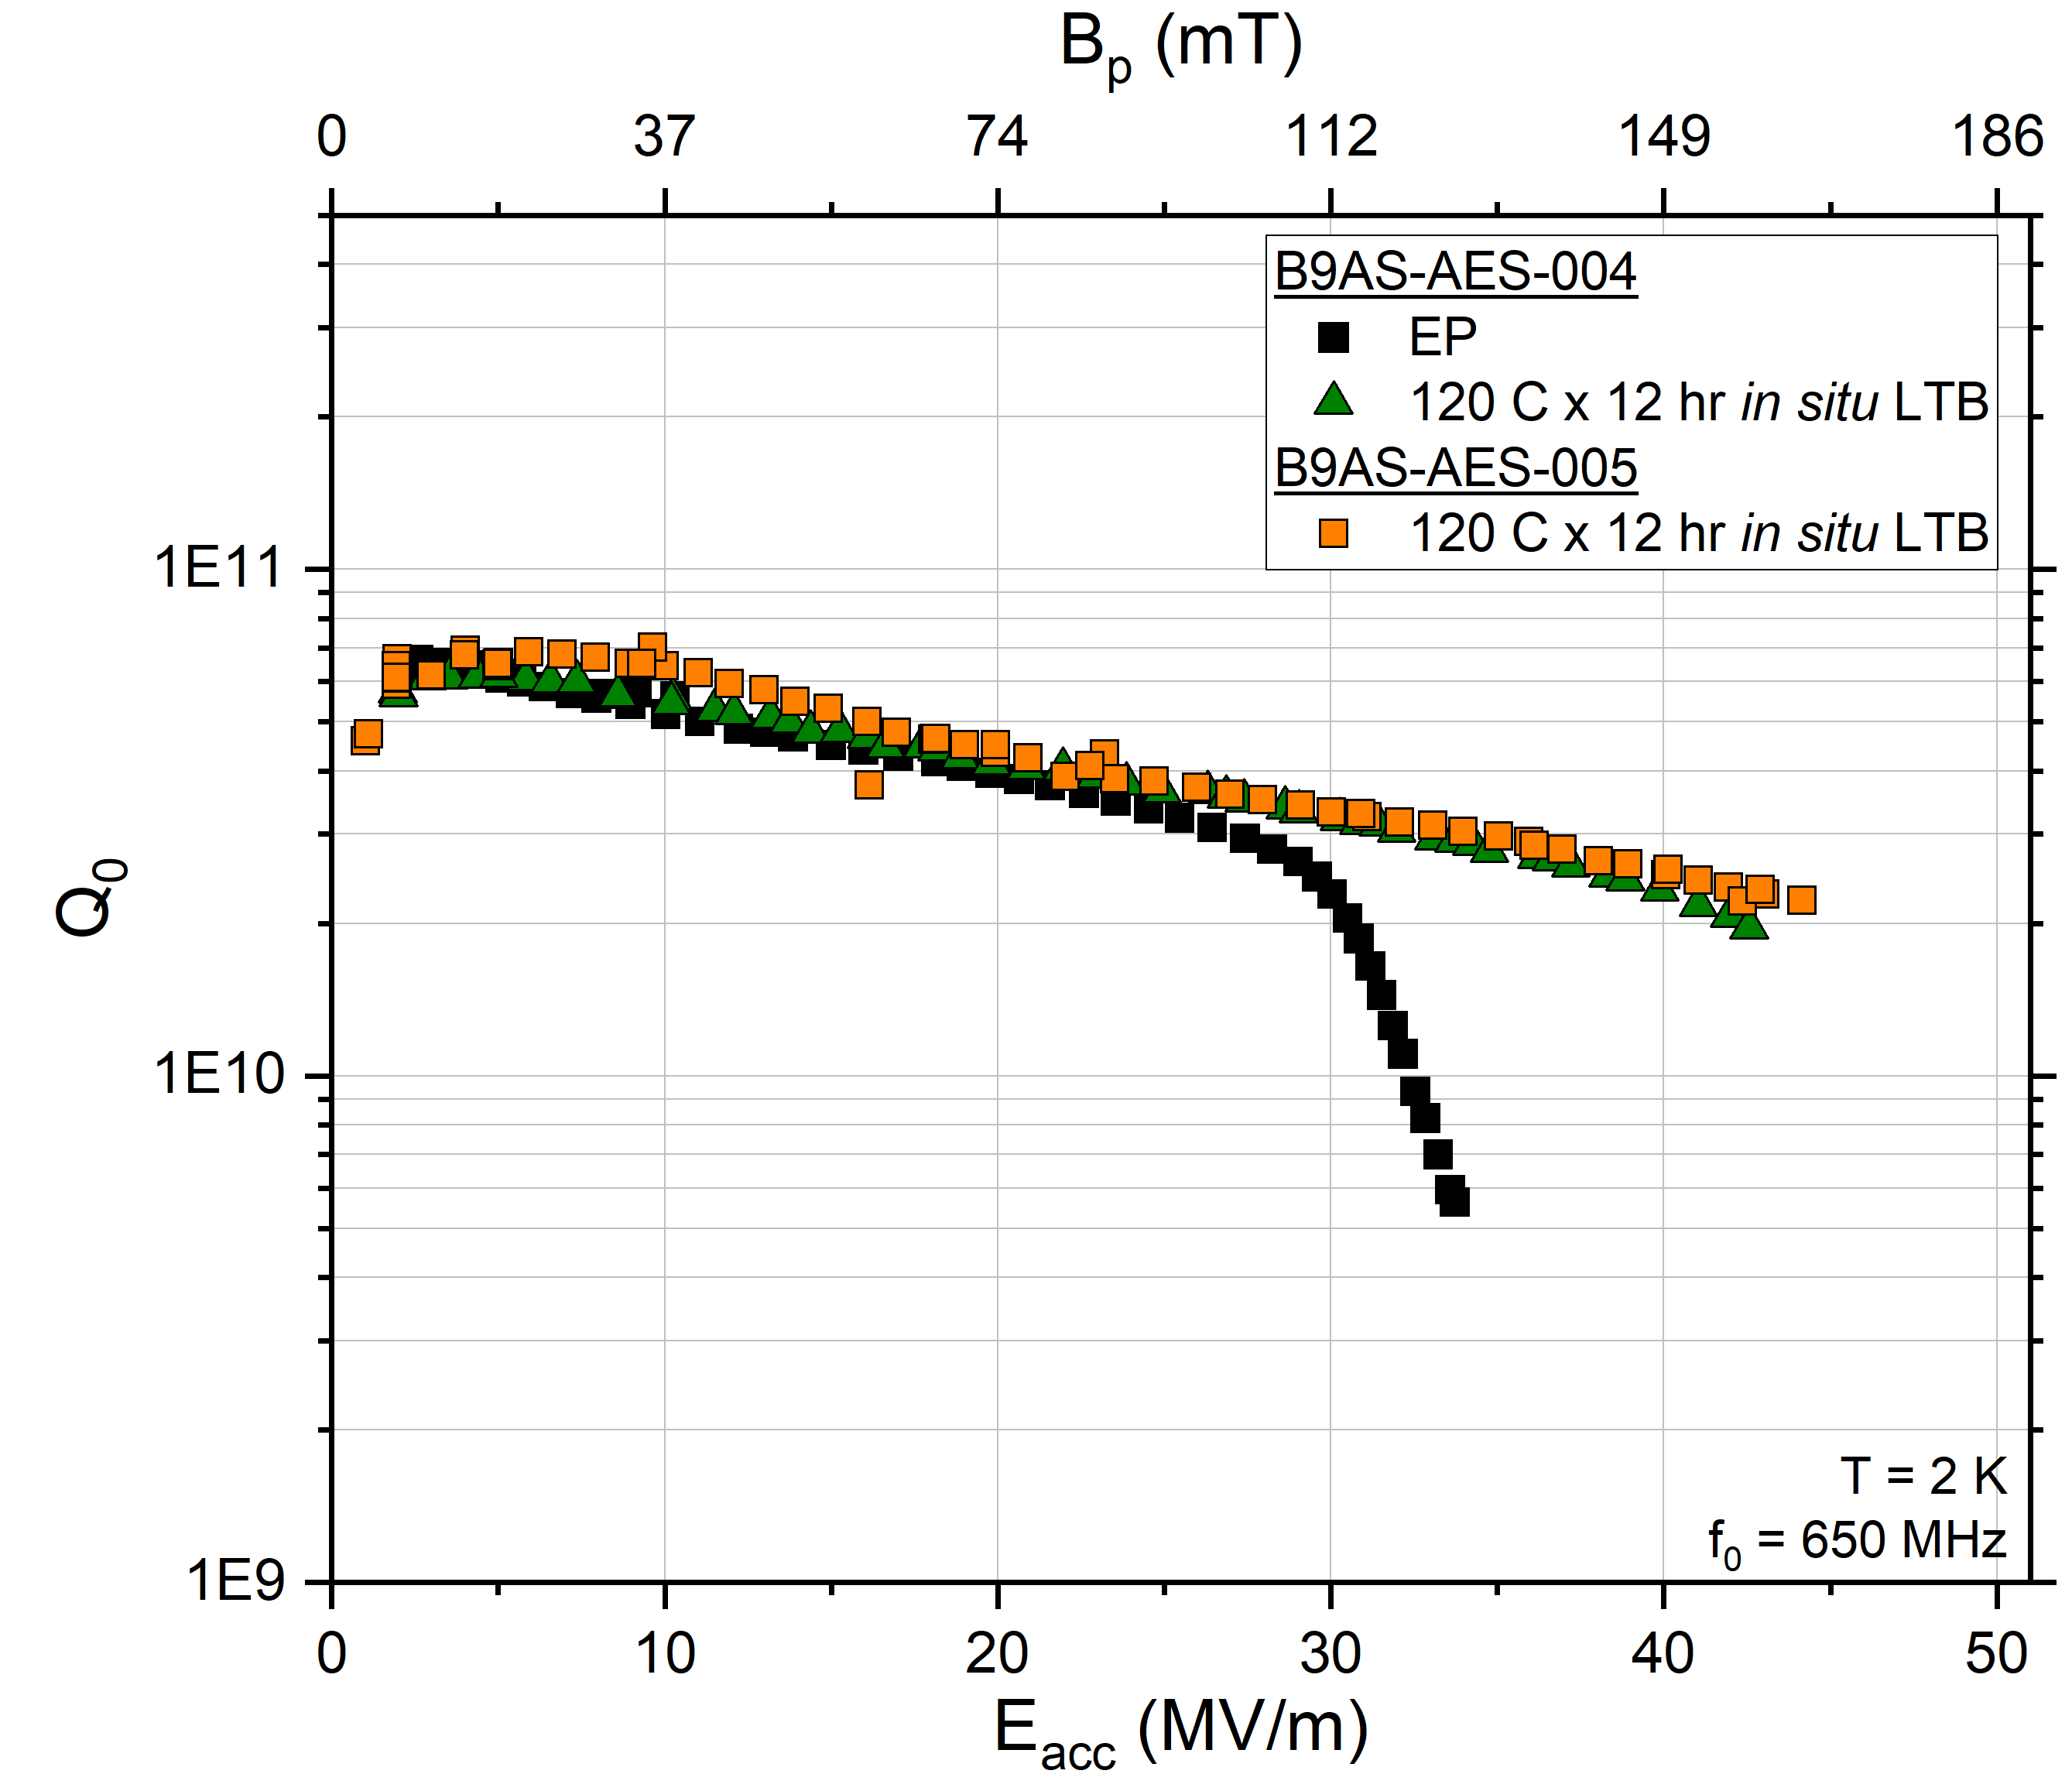 Bp (mT)
0 37 74 112 149 186
B9AS-AES-004
EP
120 C x 12 hr in situ LTB
B9AS-AES-005
120 C x 12 hr in situ LTB
1E11
Q0
1E10
T = 2 K
f0 = 650 MHz
1E9
0 10 20 30 40 50
Eacc (MV/m)